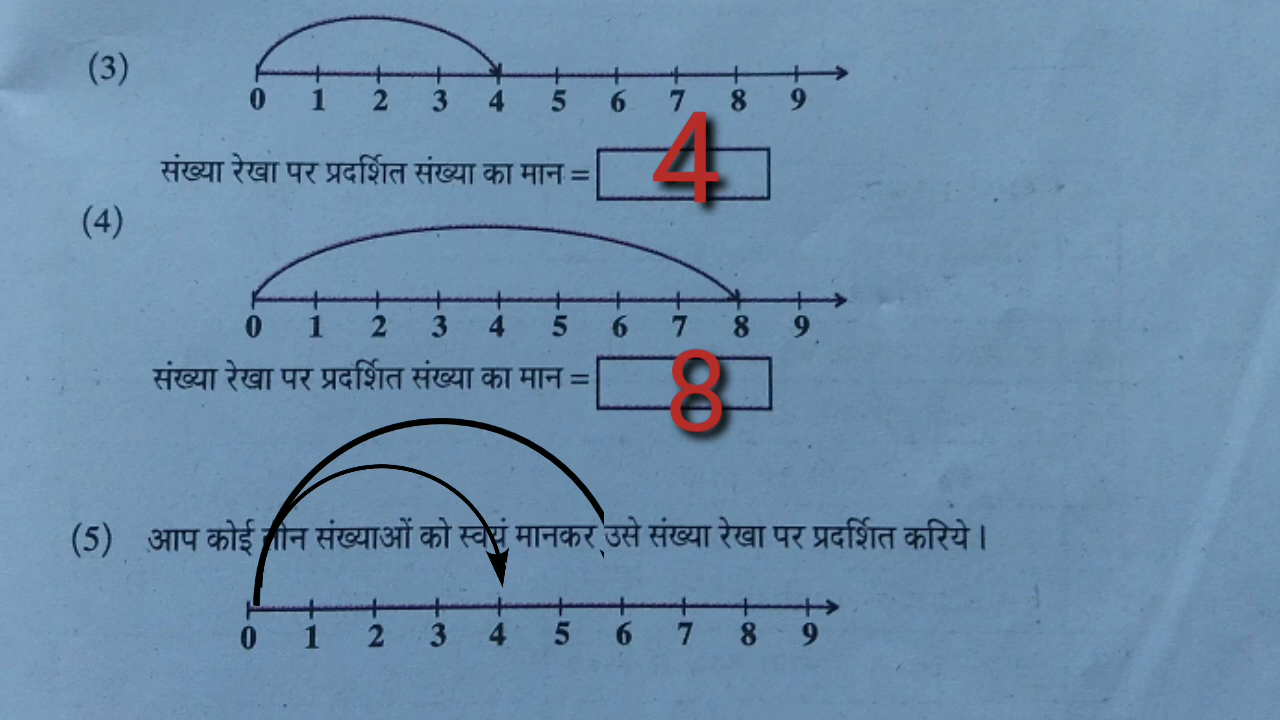 (3)
0 1 2 3 4 5 6 7 8 9
संख्या रेखा पर प्रदर्शित संख्या का मान = 4
(4)
0 1 2 3 4 5 6 7 8 9
संख्या रेखा पर प्रदर्शित संख्या का मान = 8
(5) आप कोई तीन संख्याओं को स्वयं मानकर उसे संख्या रेखा पर प्रदर्शित करिये।
0 1 2 3 4 5 6 7 8 9